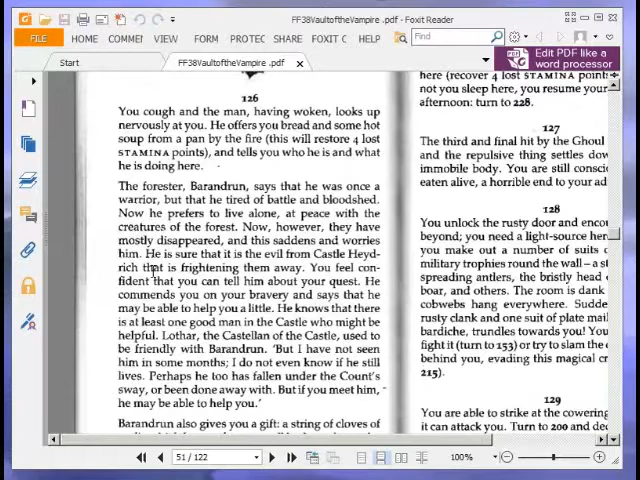 FF38VaultoftheVampire .pdf - Foxit Reader
FILE
HOME
COMMEI
VIEW
FORM
PROTEC
SHARE
FOXIT C
HELP
Find
Edit PDF like a
word processor
Start
FF38VaultoftheVampire .pdf
126
You cough and the man, having woken, looks up
nervously at you. He offers you bread and some hot
soup from a pan by the fire (this will restore 4 lost
STAMINA points), and tells you who he is and what
he is doing here.
The forester, Barandrun, says that he was once a
warrior, but that he tired of battle and bloodshed.
Now he prefers to live alone, at peace with the
creatures of the forest. Now, however, they have
mostly disappeared, and this saddens and worries
him. He is sure that it is the evil from Castle Heyd-
rich that is frightening them away. You feel con-
fident that you can tell him about your quest. He
commends you on your bravery and says that he
may be able to help you a little. He knows that there
is at least one good man in the Castle who might be
helpful. Lothar, the Castellan of the Castle, used to
be friendly with Barandrun. 'But I have not seen
him in some months; I do not even know if he still
lives. Perhaps he too has fallen under the Count's
sway, or been done away with. But if you meet him,
he may be able to help you.'
Barandrun also gives you a gift: a string of cloves of
here (recover 4 lost STAMINA point
not you sleep here, you resume your
afternoon: turn to 228.
127
The third and final hit by the Ghoul
and the repulsive thing settles dow
immobile body. You are still consci
eaten alive, a horrible end to your ad
128
You unlock the rusty door and encou
beyond; you need a light-source her
you make out a number of suits o
military trophies round the wall – a st
spreading antlers, the bristly head o
boar, and others. The room is dank
cobwebs hang everywhere. Sudde
rusty clank and one suit of plate mai
bardiche, trundles towards you! You
fight it (turn to 153) or try to slam the
behind you, evading this magical cr
215).
129
You are able to strike at the cowering
it can attack you. Turn to 200 and dec
51 / 122
100%